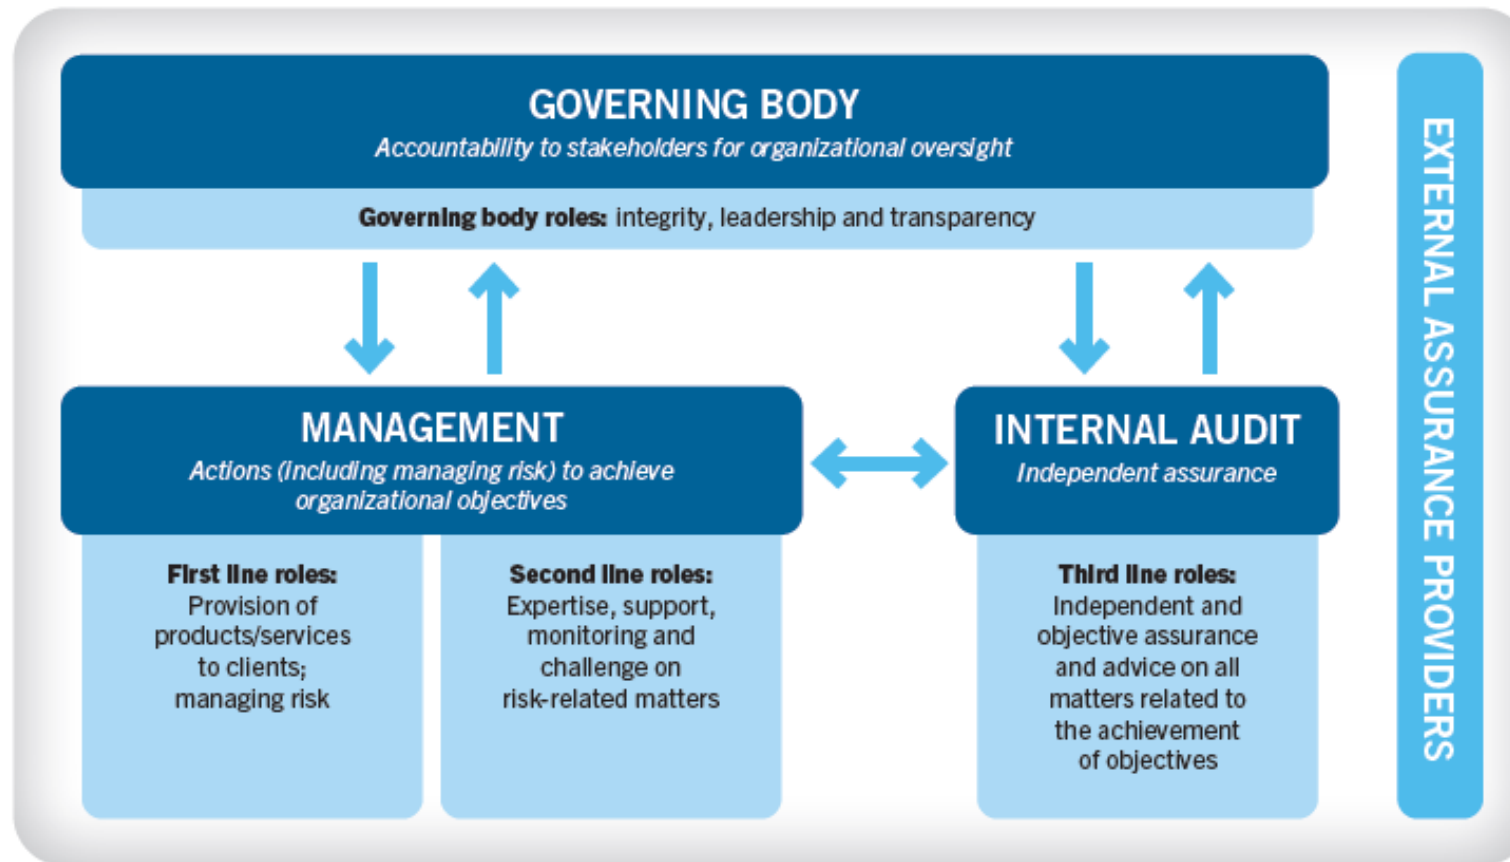 GOVERNING BODY
Accountability to stakeholders for organizational oversight
Governing body roles: integrity, leadership and transparency
MANAGEMENT
Actions (including managing risk) to achieve
organizational objectives
First line roles:
Provision of
products/services
to clients;
managing risk
Second line roles:
Expertise, support,
monitoring and
challenge on
risk-related matters
INTERNAL AUDIT
Independent assurance
Third line roles:
Independent and
objective assurance
and advice on all
matters related to
the achievement
of objectives
EXTERNAL ASSURANCE PROVIDERS